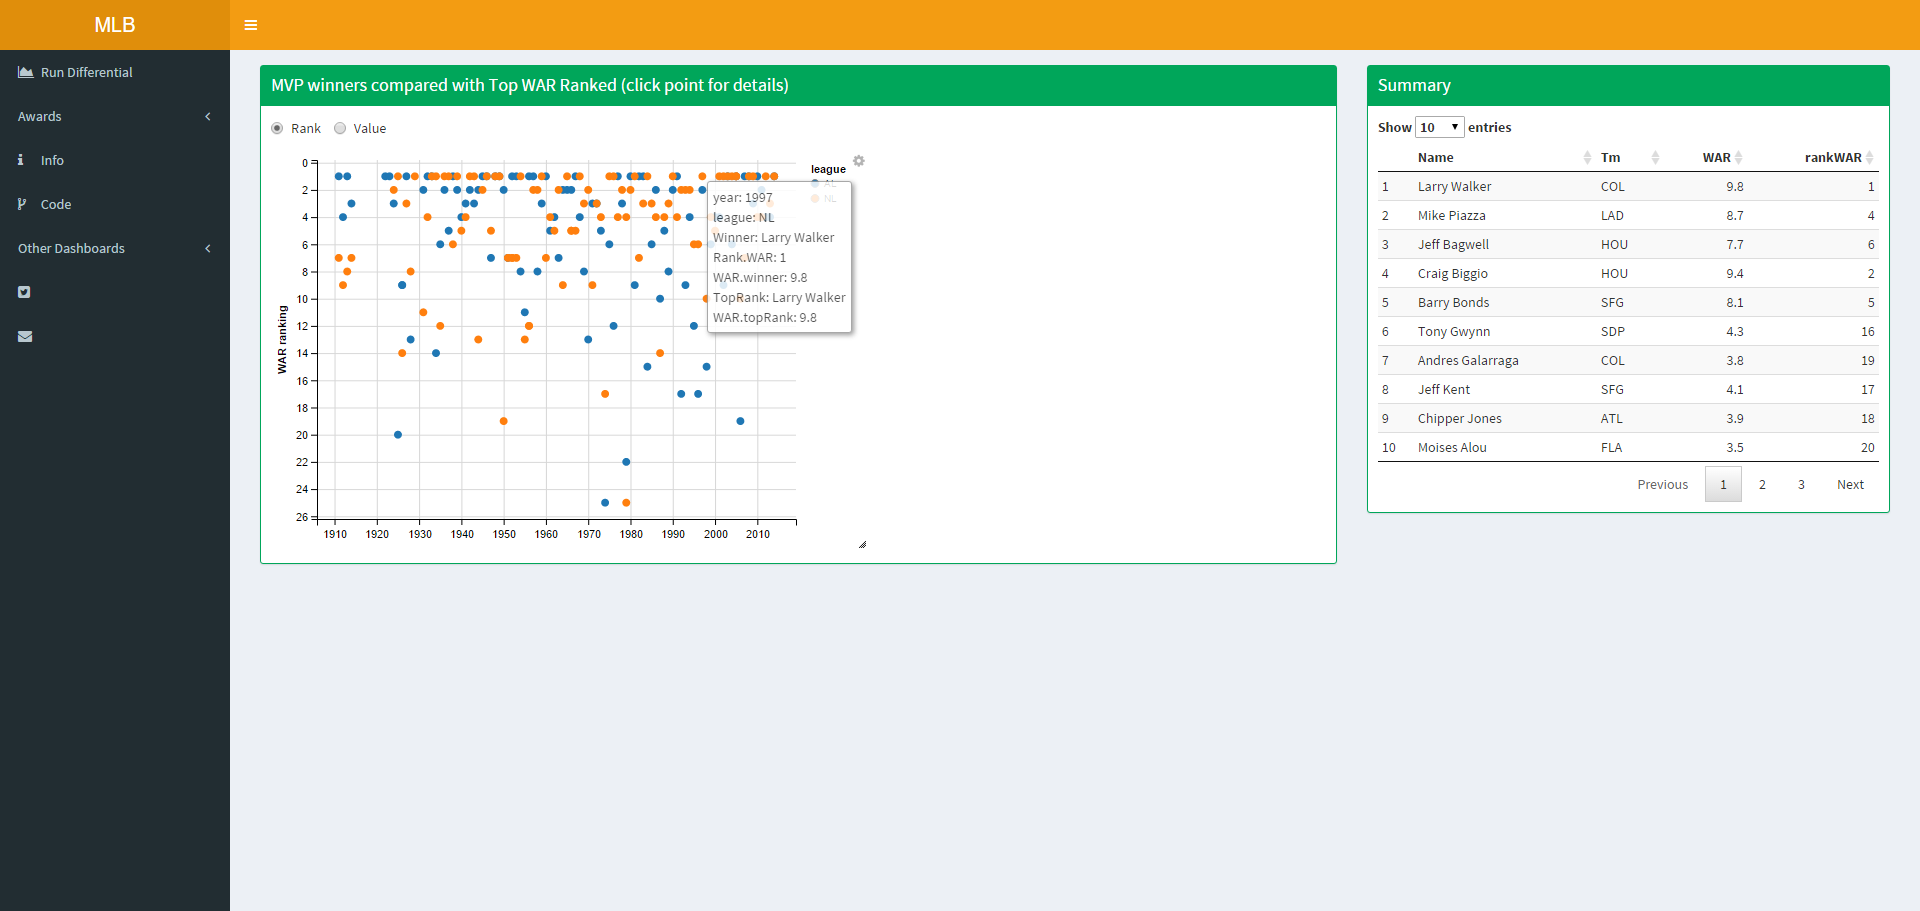 MLB
Run Differential
Awards
Info
Code
Other Dashboards
MVP winners compared with Top WAR Ranked (click point for details)
Rank Value
league
AL
NL
year: 1997
league: NL
Winner: Larry Walker
Rank.WAR: 1
WAR.winner: 9.8
TopRank: Larry Walker
WAR.topRank: 9.8
WAR ranking
0
2
4
6
8
10
12
14
16
18
20
22
24
26
1910 1920 1930 1940 1950 1960 1970 1980 1990 2000 2010
Summary
Show 10 entries
Name Tm WAR rankWAR
1 Larry Walker COL 9.8 1
2 Mike Piazza LAD 8.7 4
3 Jeff Bagwell HOU 7.7 6
4 Craig Biggio HOU 9.4 2
5 Barry Bonds SFG 8.1 5
6 Tony Gwynn SDP 4.3 16
7 Andres Galarraga COL 3.8 19
8 Jeff Kent SFG 4.1 17
9 Chipper Jones ATL 3.9 18
10 Moises Alou FLA 3.5 20
Previous 1 2 3 Next